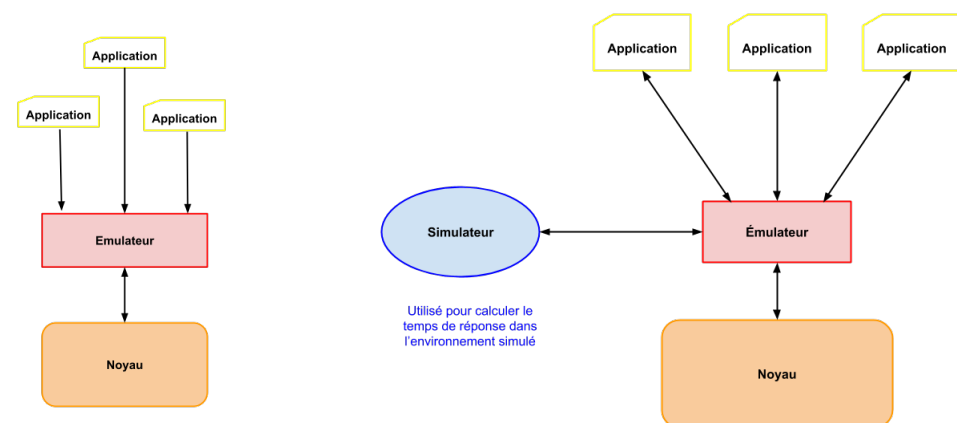 Application
Application
Application
Emulateur
Noyau
Application
Application
Application
Simulateur
Émulateur
Utilisé pour calculer le
temps de réponse dans
l'environnement simulé
Noyau